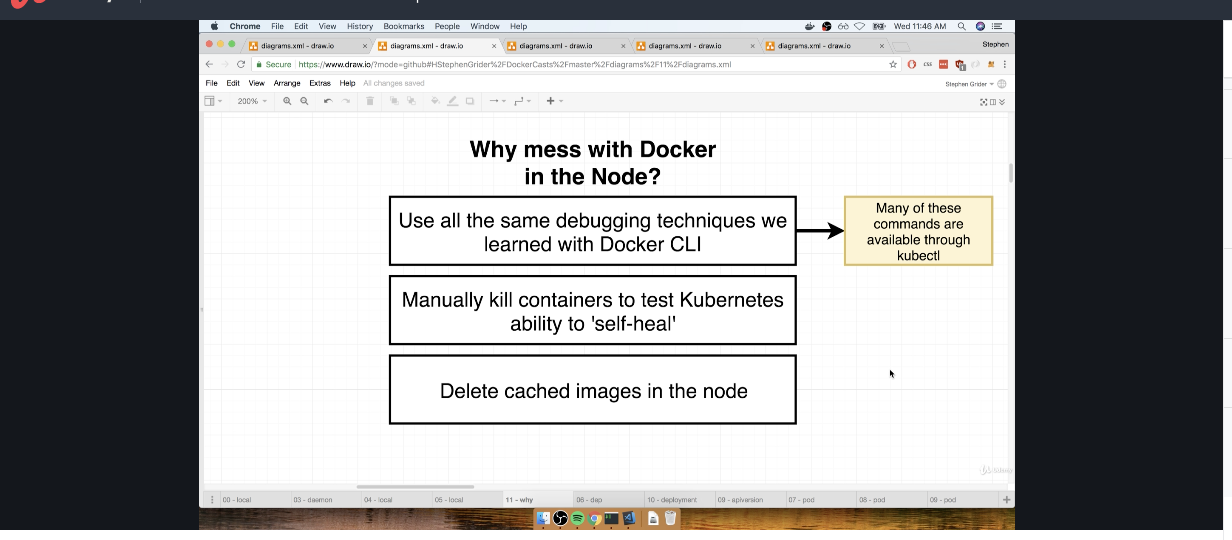 Chrome File Edit View History Bookmarks People Window Help Wed 11:46 AM
diagrams.xml - draw.io × diagrams.xml - draw.io × diagrams.xml - draw.io × diagrams.xml - draw.io × diagrams.xml - draw.io × Stephen
Secure https://www.draw.io/?mode=github#HStephenGrider%2FDockerCasts%2Fmaster%2Fdiagrams%2F11%2Fdiagrams.xml CSS
File Edit View Arrange Extras Help All changes saved Stephen Grider
200%
Why mess with Docker
in the Node?
Use all the same debugging techniques we
learned with Docker CLI
Many of these
commands are
available through
kubectl
Manually kill containers to test Kubernetes
ability to 'self-heal'
Delete cached images in the node
Udemy
00 - local 03 - daemon 04 - local 05 - local 11 - why 06 - dep 10 - deployment 09 - apiversion 07 - pod 08 - pod 09 - pod